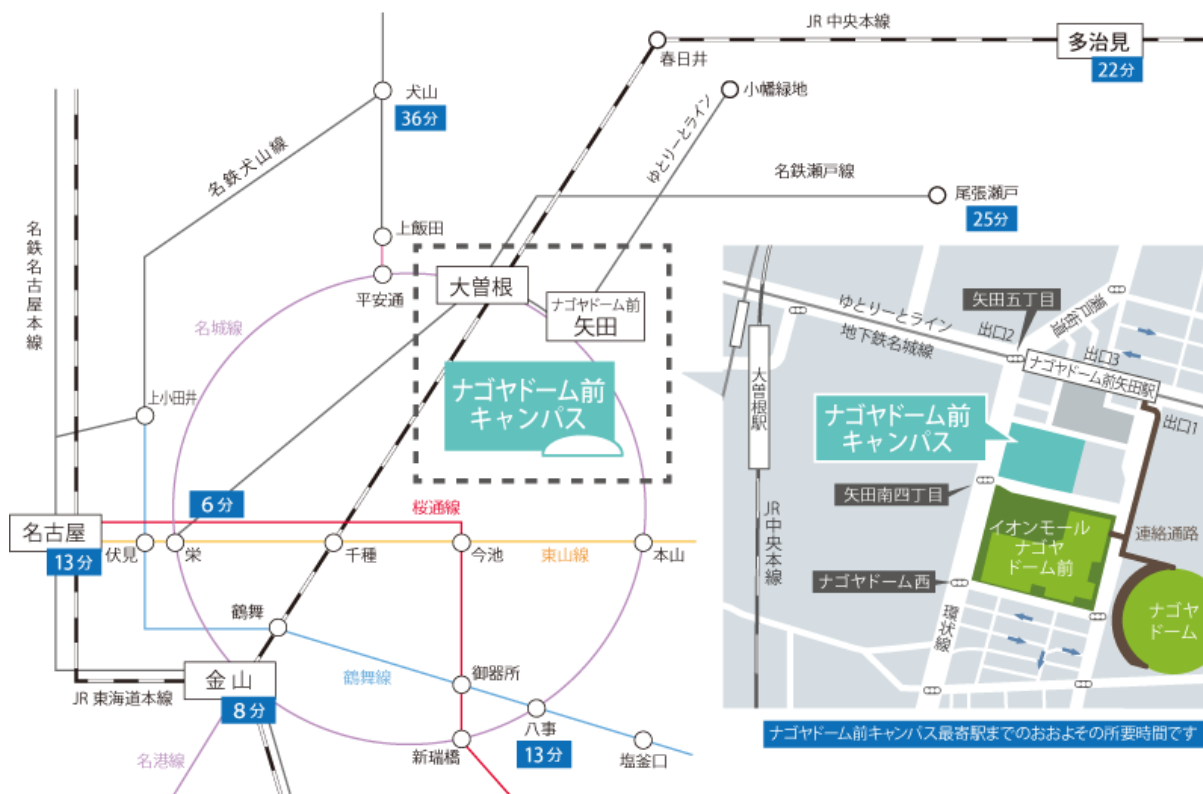 JR 中央本線
春日井
多治見
22分
犬山
36分
小幡緑地
ゆとりーとライン
名鉄犬山線
名鉄瀬戸線
尾張瀬戸
25分
名鉄名古屋本線
上飯田
平安通
大曽根
ナゴヤドーム前
矢田
名城線
ナゴヤドーム前
キャンパス
上小田井
6分
桜通線
名古屋
13分
伏見
栄
千種
今池
東山線
本山
鶴舞
金山
8分
JR 東海道本線
鶴舞線
御器所
八事
13分
新瑞橋
塩釜口
名港線
矢田五丁目
瀬戸街道
ゆとりーとライン
地下鉄名城線
出口2
出口3
ナゴヤドーム前矢田駅
出口1
大曽根駅
ナゴヤドーム前
キャンパス
矢田南四丁目
JR中央本線
イオンモール
ナゴヤ
ドーム前
連絡通路
ナゴヤドーム西
環状線
ナゴヤ
ドーム
ナゴヤドーム前キャンパス最寄駅までのおおよその所要時間です